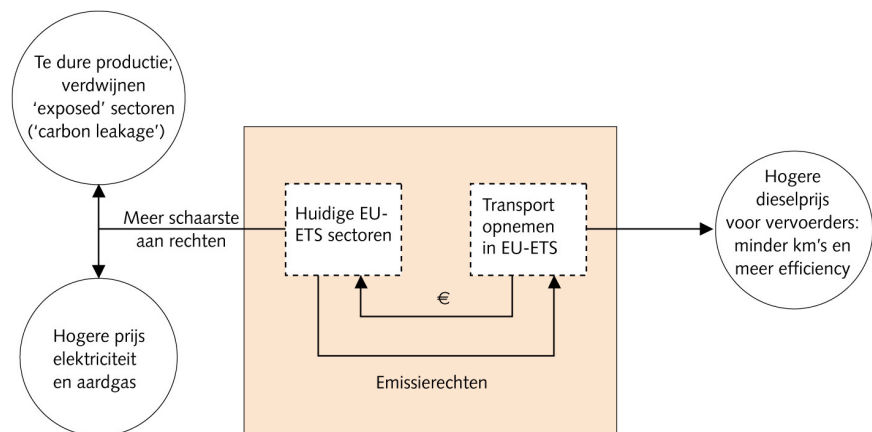 Te dure productie;
verdwijnen
'exposed' sectoren
('carbon leakage')
Meer schaarste
aan rechten
Hogere prijs
elektriciteit
en aardgas
Huidige EU-
ETS sectoren
Transport
opnemen
in EU-ETS
€
Emissierechten
Hogere
dieselprijs
voor vervoerders:
minder km's en
meer efficiency